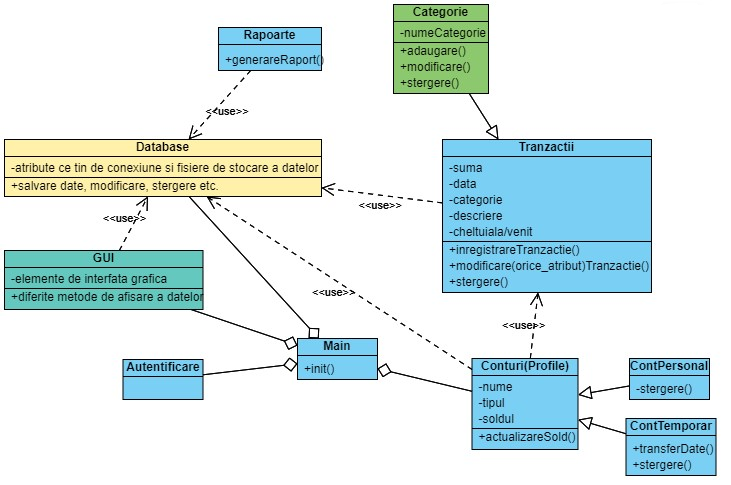 Categorie
-numeCategorie
+adaugare()
+modificare()
+stergere()
Rapoarte
+generareRaport()
<<use>>
Database
-atribute ce tin de conexiune si fisiere de stocare a datelor
+salvare date, modificare, stergere etc.
Tranzactii
-suma
-data
-categorie
-descriere
-cheltuiala/venit
+inregistrareTranzactie()
+modificare(orice_atribut)Tranzactie()
+stergere()
<<use>>
<<use>>
GUI
-elemente de interfata grafica
+diferite metode de afisare a datelor
<<use>>
<<use>>
Main
+init()
Autentificare
Conturi(Profile)
-nume
-tipul
-soldul
+actualizareSold()
ContPersonal
-stergere()
ContTemporar
+transferDate()
+stergere()